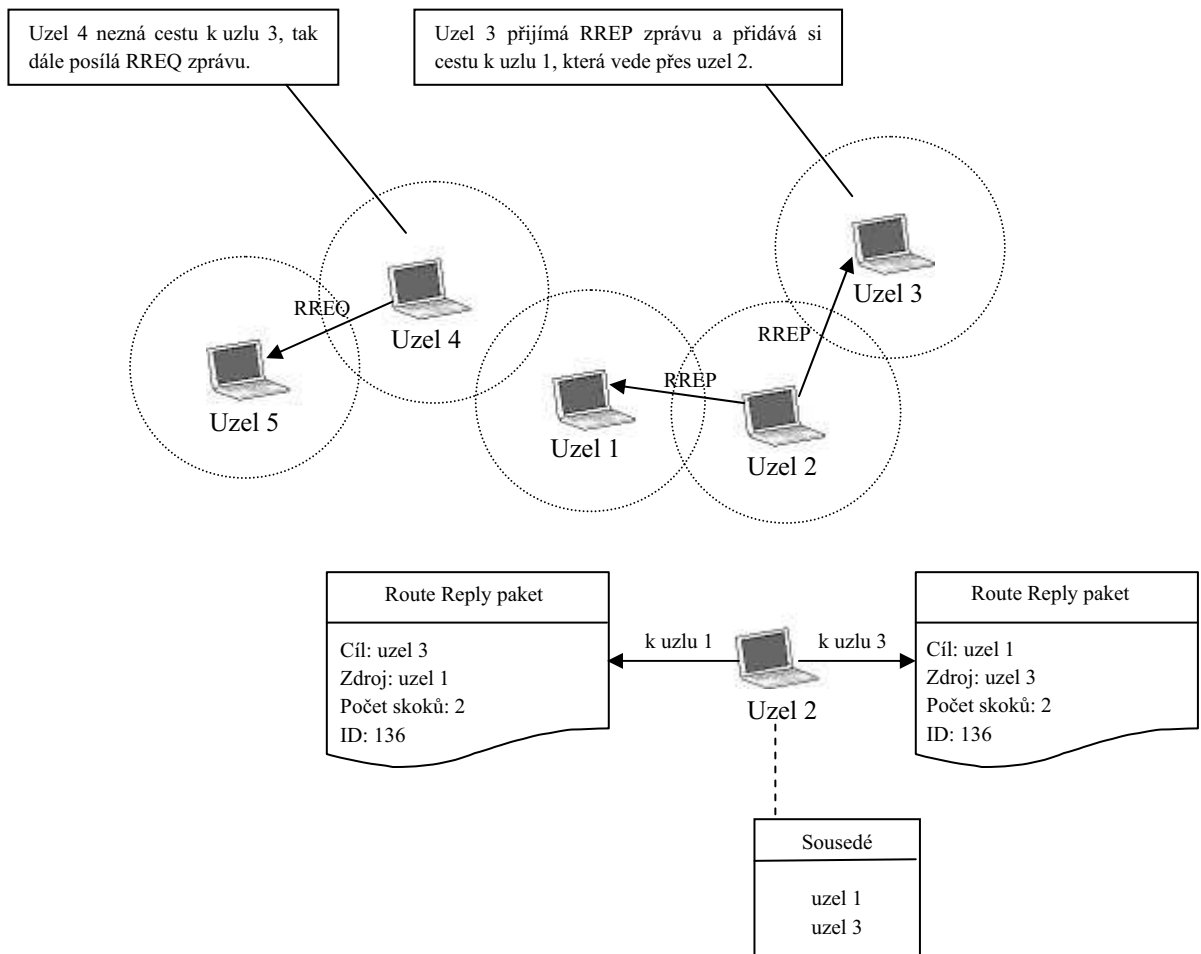 Uzel 4 nezná cestu k uzlu 3, tak
dále posílá RREQ zprávu.
Uzel 3 přijímá RREP zprávu a přidává si
cestu k uzlu 1, která vede přes uzel 2.
Uzel 3
RREQ
Uzel 4
RREP
RREP
Uzel 5
Uzel 1
Uzel 2
Route Reply paket
Cíl: uzel 3
Zdroj: uzel 1
Počet skoků: 2
ID: 136
k uzlu 1
k uzlu 3
Uzel 2
Route Reply paket
Cíl: uzel 1
Zdroj: uzel 3
Počet skoků: 2
ID: 136
Sousedé
uzel 1
uzel 3